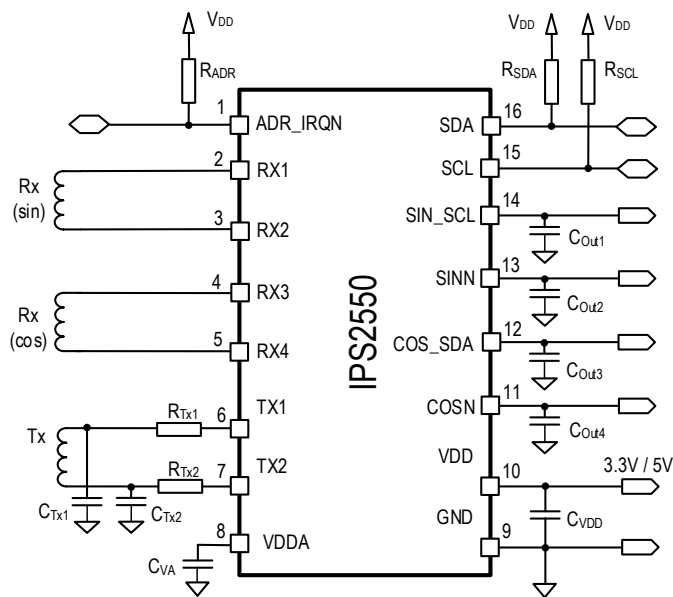 VDD
VDD
VDD
RADR
RSDA
RSCL
1
ADR_IRQN
SDA
16
2
RX1
SCL
15
Rx
(sin)
3
RX2
SIN_SCL
14
COut1
4
RX3
SINN
13
COut2
Rx
(cos)
5
RX4
COS_SDA
12
COut3
IPS2550
Tx
RTx1
6
TX1
COSN
11
COut4
RTx2
7
TX2
VDD
10
3.3V / 5V
CTx1
CTx2
CVDD
8
VDDA
GND
9
CVA